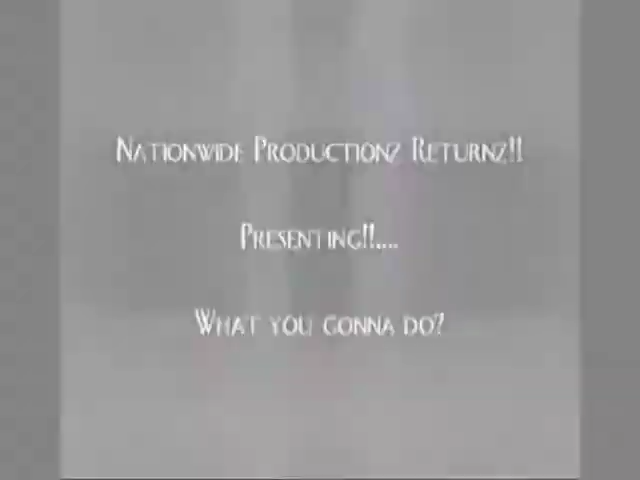 Nationwide Productionz Returnz!!
Presenting!!....
What you gonna do?